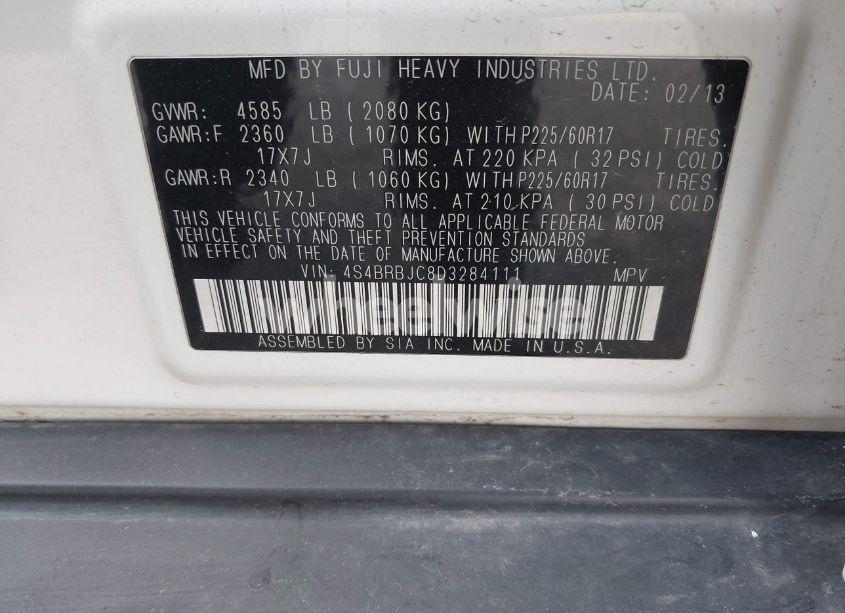 MFD BY FUJI HEAVY INDUSTRIES LTD.
DATE: 02/13
GVWR: 4585 LB ( 2080 KG)
GAWR:F 2360 LB ( 1070 KG) WITH P225/60R17 TIRES.
17X7J RIMS. AT 220 KPA ( 32 PSI) COLD
GAWR:R 2340 LB ( 1060 KG) WITH P225/60R17 TIRES.
17X7J RIMS. AT 210 KPA ( 30 PSI) COLD
THIS VEHICLE CONFORMS TO ALL APPLICABLE FEDERAL MOTOR
VEHICLE SAFETY AND THEFT PREVENTION STANDARDS
IN EFFECT ON THE DATE OF MANUFACTURE SHOWN ABOVE.
VIN: 4S4BRBJC8D3284111 MPV
wheelwise
ASSEMBLED BY SIA INC. MADE IN U.S.A.